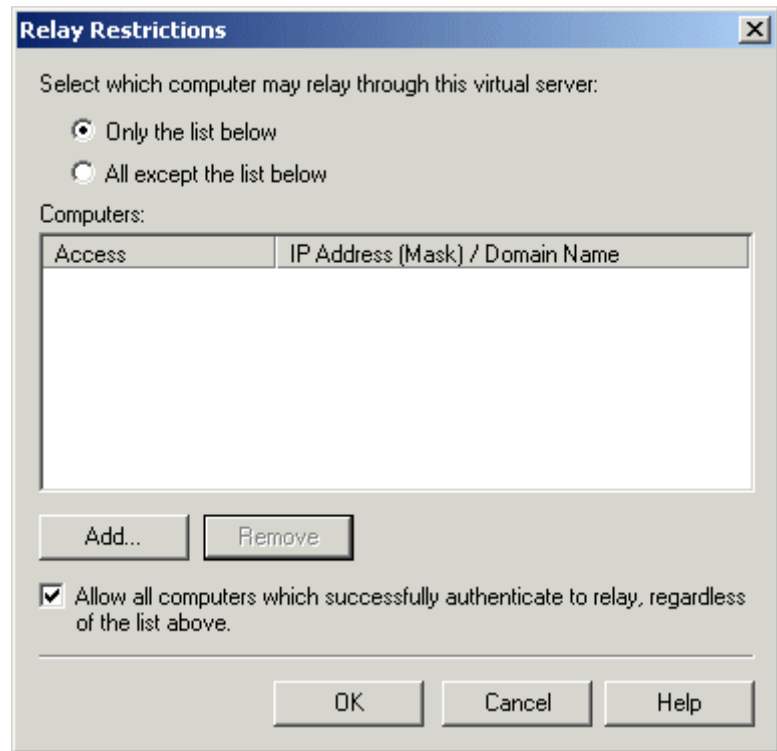 Relay Restrictions
Select which computer may relay through this virtual server:
Only the list below
All except the list below
Computers:
Access IP Address (Mask) / Domain Name
Add... Remove
Allow all computers which successfully authenticate to relay, regardless
of the list above.
OK Cancel Help